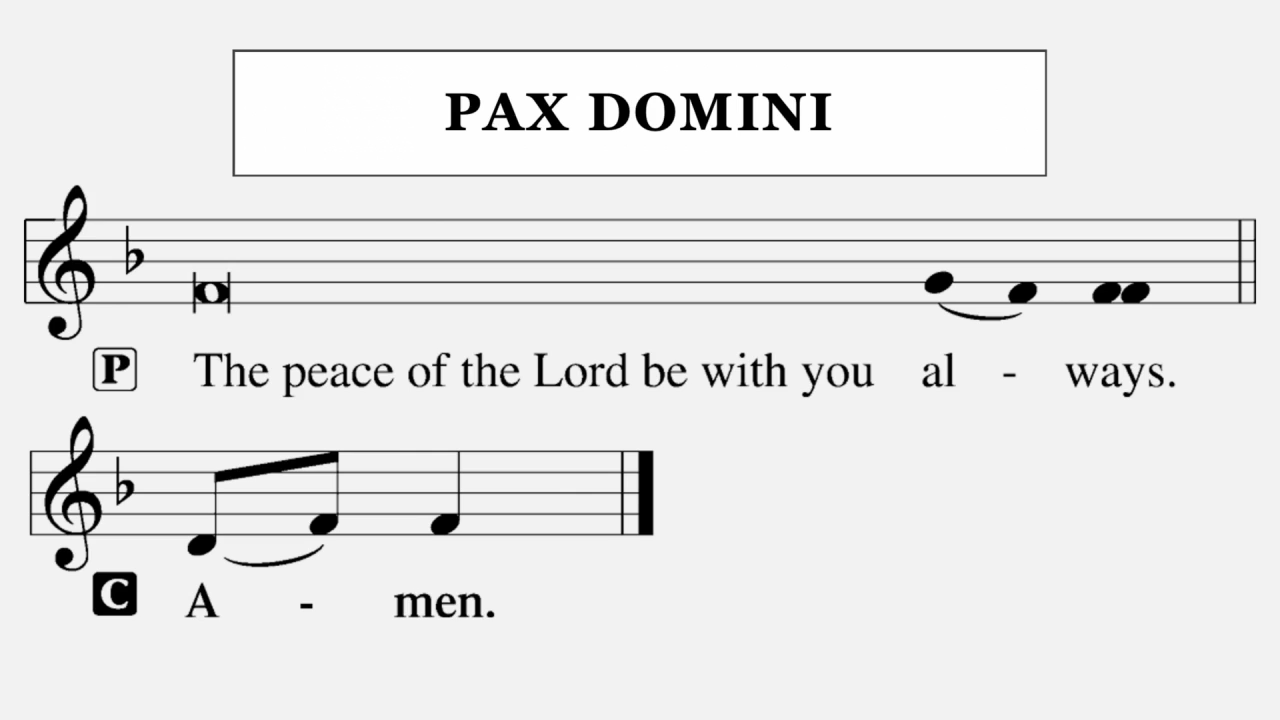 PAX DOMINI
P The peace of the Lord be with you al - ways.
C A - men.